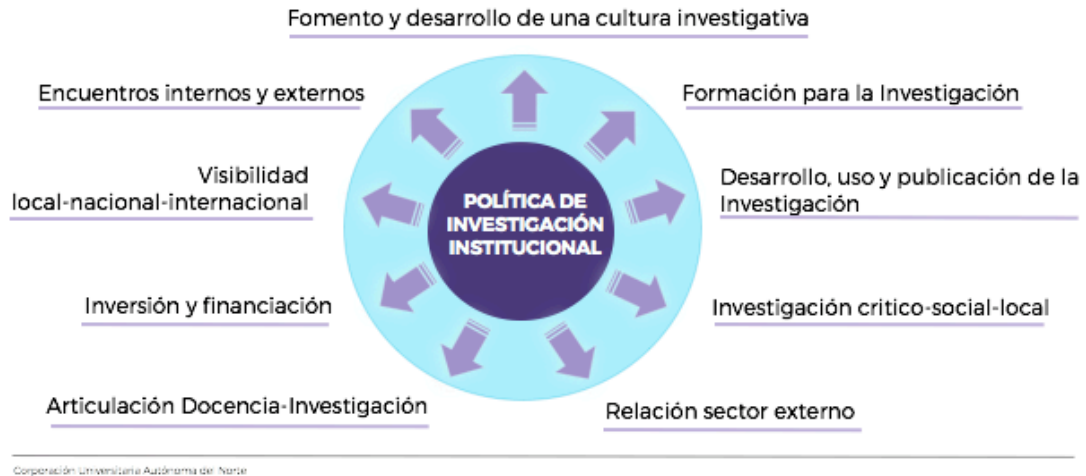 Fomento y desarrollo de una cultura investigativa
Encuentros internos y externos
Formación para la Investigación
Visibilidad
local-nacional-internacional
Desarrollo, uso y publicación de la
Investigación
POLÍTICA DE
INVESTIGACIÓN
INSTITUCIONAL
Inversión y financiación
Investigación critico-social-local
Articulación Docencia-Investigación
Relación sector externo
Corporación Universitaria Autónoma del Norte